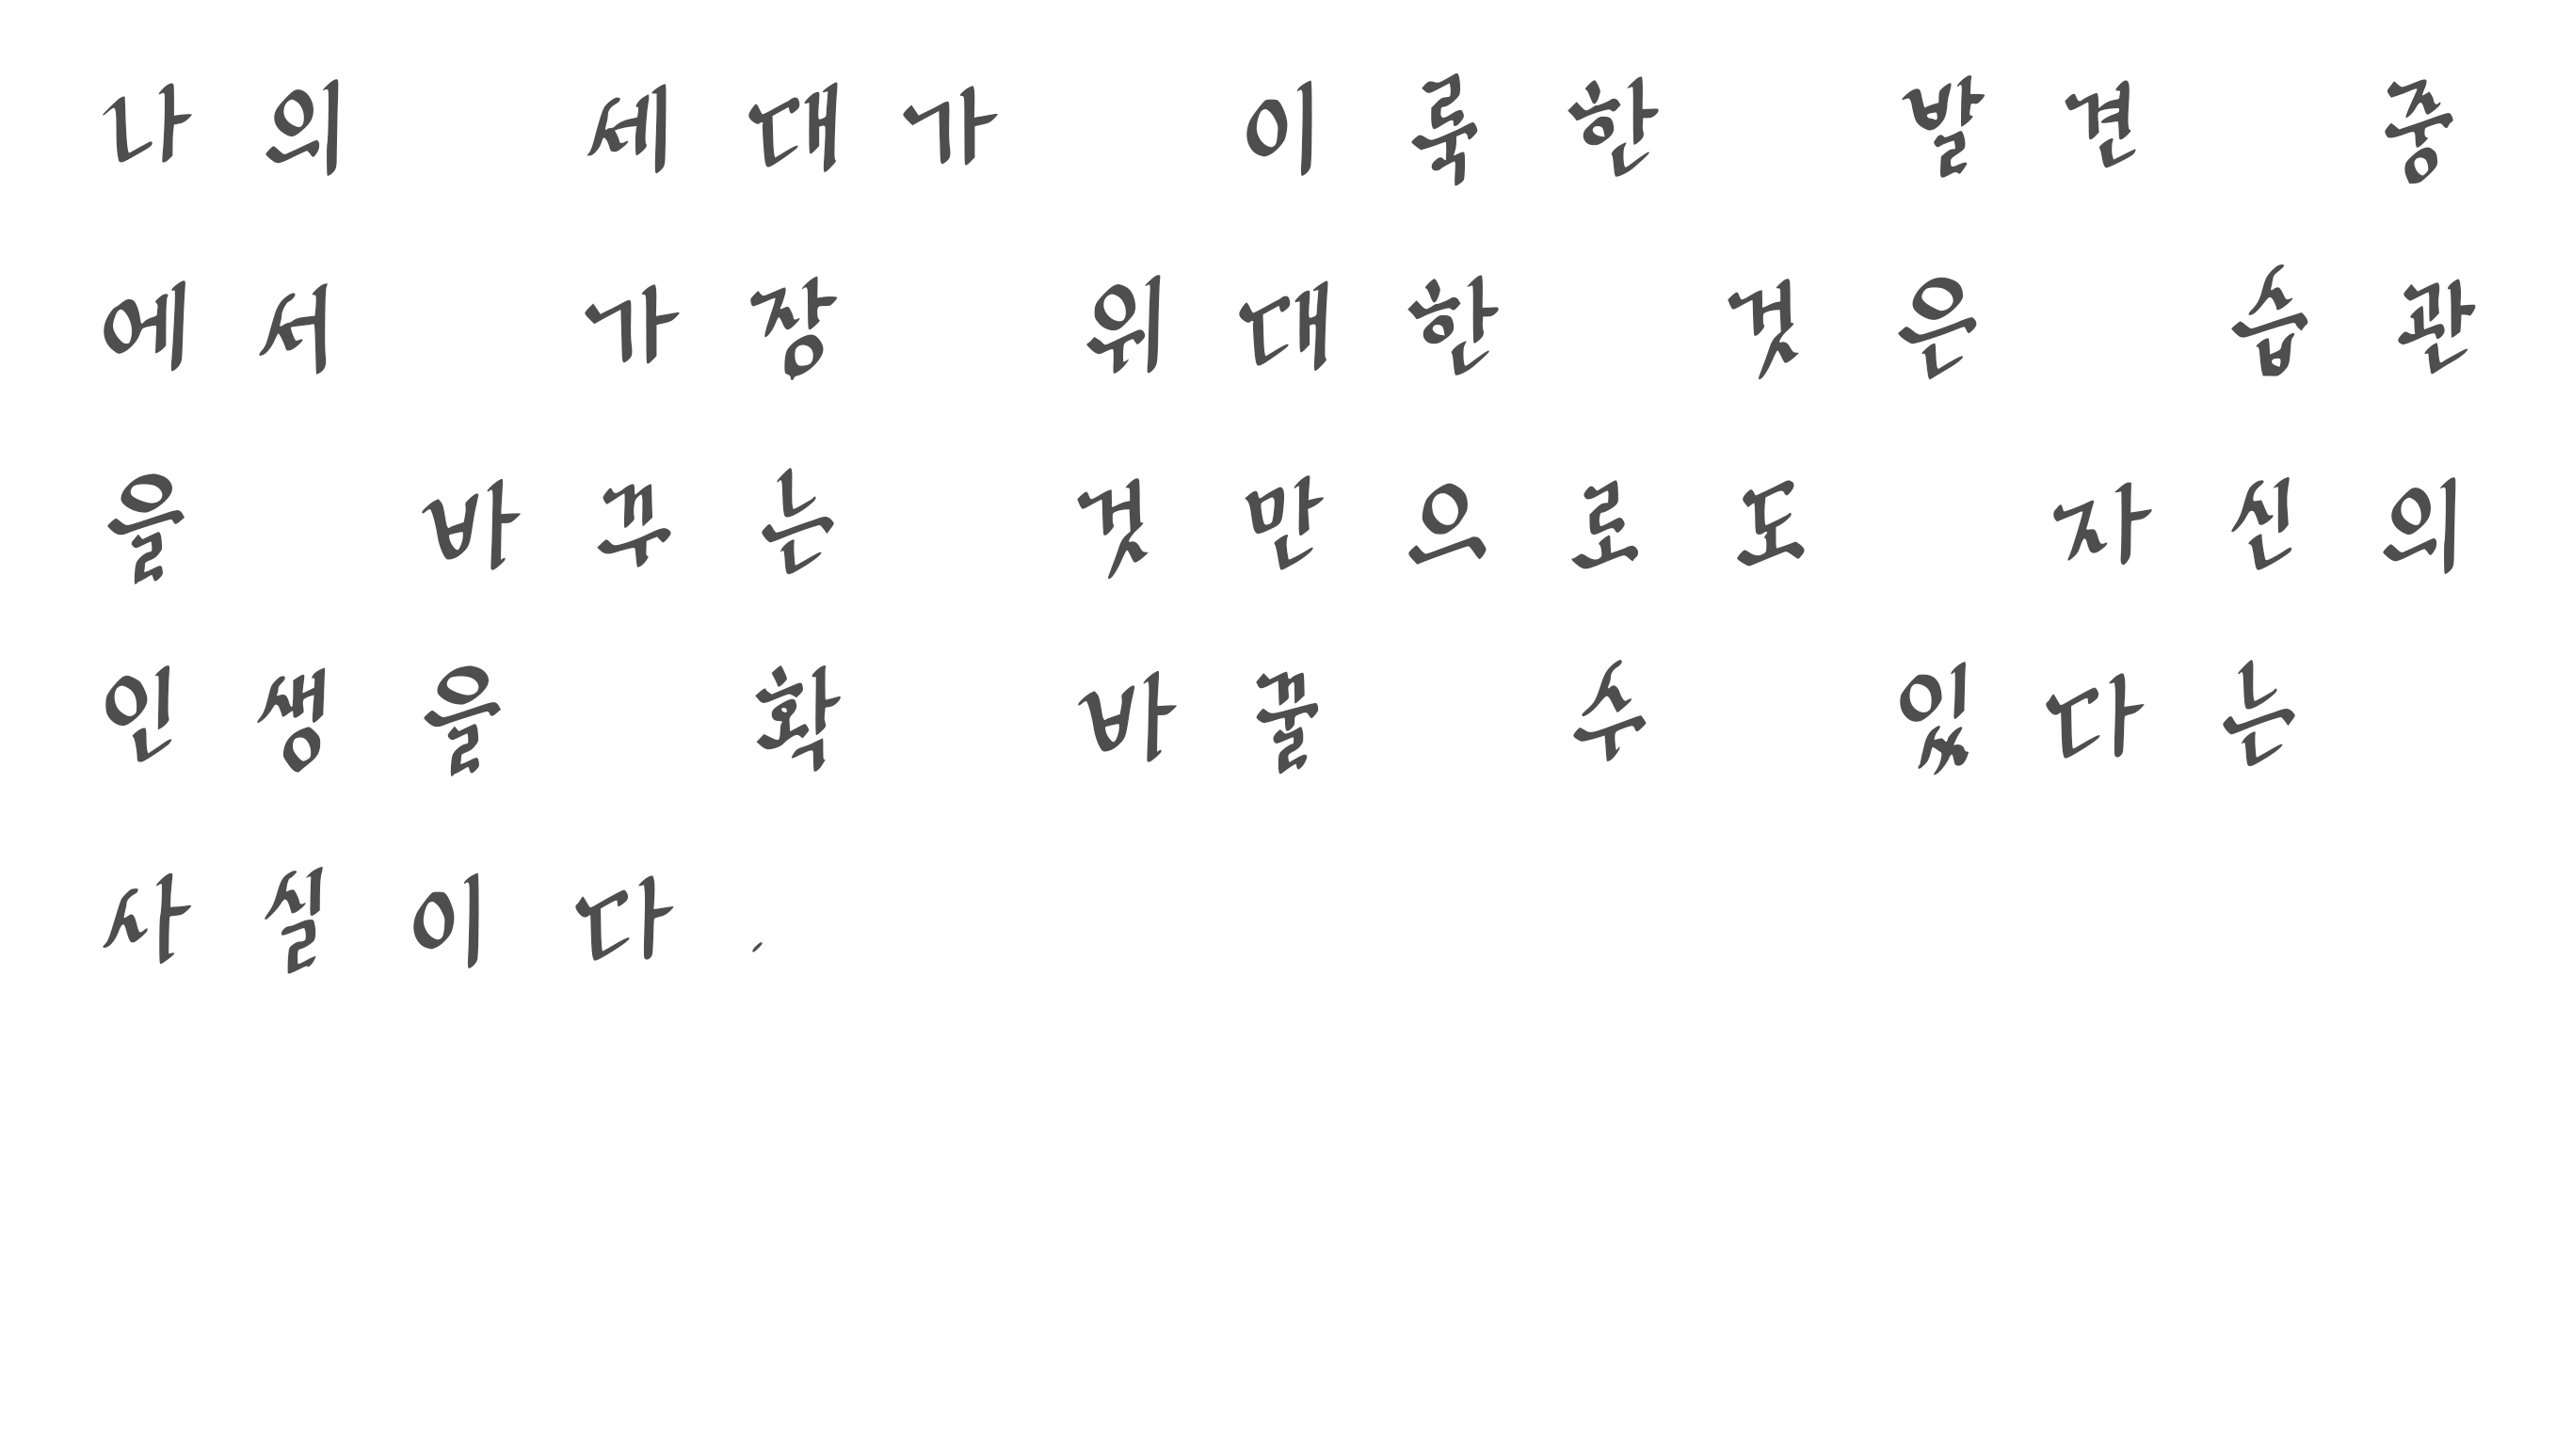 나의 세대가 이룩한 발견 중
에서 가장 위대한 것은 습관
을 바꾸는 것만으로도 자신의
인생을 확 바꿀 수 있다는
사실이다.